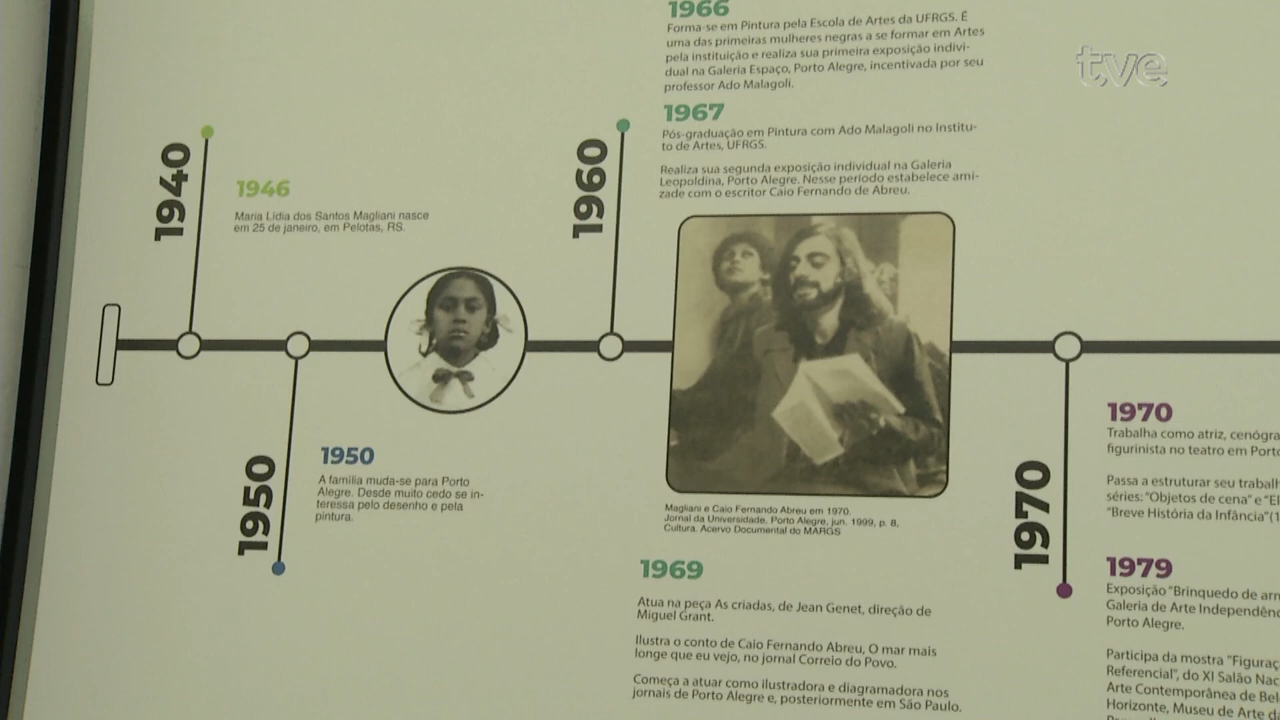 tve
1940
1946
Maria Lídia dos Santos Magliani nasce
em 25 de janeiro, em Pelotas, RS.
1950
1950
A família muda-se para Porto
Alegre. Desde muito cedo se in-
teressa pelo desenho e pela
pintura.
1960
1966
Forma-se em Pintura pela Escola de Artes da UFRGS. É
uma das primeiras mulheres negras a se formar em Artes
pela instituição e realiza sua primeira exposição indivi-
dual na Galeria Espaço, Porto Alegre, incentivada por seu
professor Ado Malagoli.
1967
Pós-graduação em Pintura com Ado Malagoli no Institu-
to de Artes, UFRGS.
Realiza sua segunda exposição individual na Galeria
Leopoldina, Porto Alegre. Nesse período estabelece ami-
zade com o escritor Caio Fernando de Abreu.
Magliani e Caio Fernando Abreu em 1970.
Jornal da Universidade, Porto Alegre, jun. 1999, p. 8,
Cultura. Acervo Documental do MARGS
1969
Atua na peça As criadas, de Jean Genet, direção de
Miguel Grant.
Ilustra o conto de Caio Fernando Abreu, O mar mais
longe que eu vejo, no jornal Correio do Povo.
Começa a atuar como ilustradora e diagramadora nos
jornais de Porto Alegre e, posteriormente em São Paulo.
1970
1970
Trabalha como atriz, cenógra
figurinista no teatro em Port
Passa a estruturar seu trabal
séries: "Objetos de cena" e "El
"Breve História da Infância"(1
1979
Exposição "Brinquedo de arm
Galeria de Arte Independênc
Porto Alegre.
Participa da mostra "Figuraç
Referencial", do XI Salão Nac
Arte Contemporânea de Bel
Horizonte, Museu de Arte d